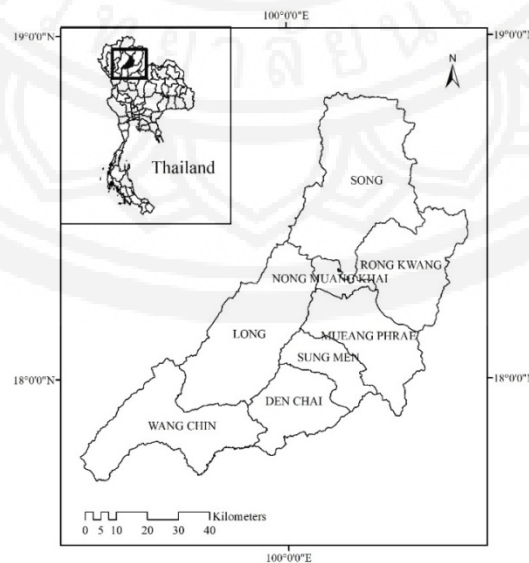 100°0'0"E
19°0'0"N
19°0'0"N
N
Thailand
SONG
RONG KWANG
NONG MUANG KHAI
LONG
MUEANG PHRAE
SUNG MEN
18°0'0"N
18°0'0"N
DEN CHAI
WANG CHIN
Kilometers
0 5 10 20 30 40
100°0'0"E